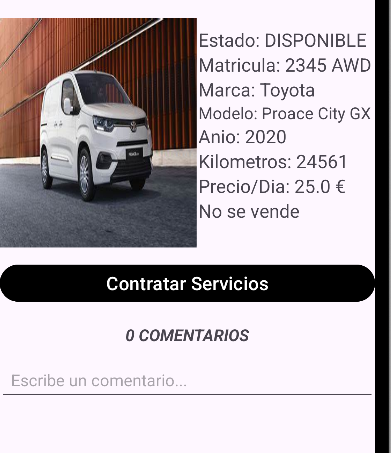 Estado: DISPONIBLE
Matricula: 2345 AWD
Marca: Toyota
Modelo: Proace City GX
Anio: 2020
Kilometros: 24561
Precio/Dia: 25.0 €
No se vende
Contratar Servicios
0 COMENTARIOS
Escribe un comentario...